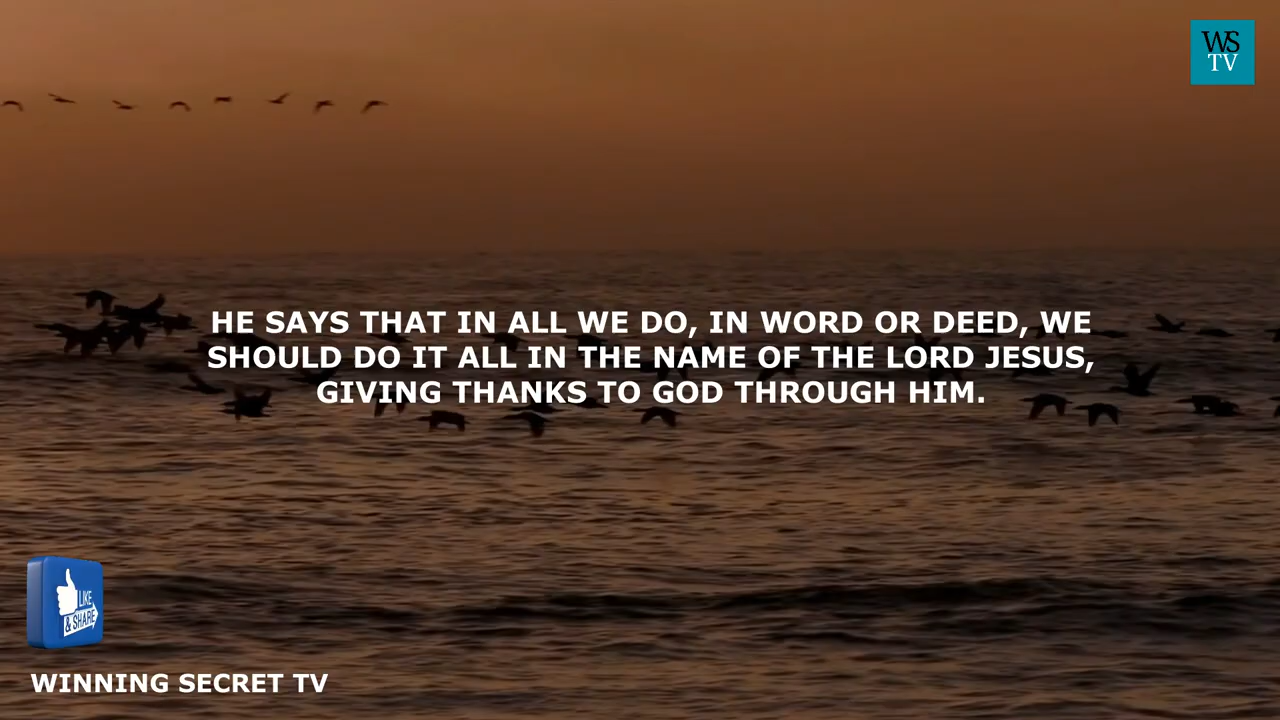 WS
TV
HE SAYS THAT IN ALL WE DO, IN WORD OR DEED, WE
SHOULD DO IT ALL IN THE NAME OF THE LORD JESUS,
GIVING THANKS TO GOD THROUGH HIM.
LIKE
& SHARE
WINNING SECRET TV